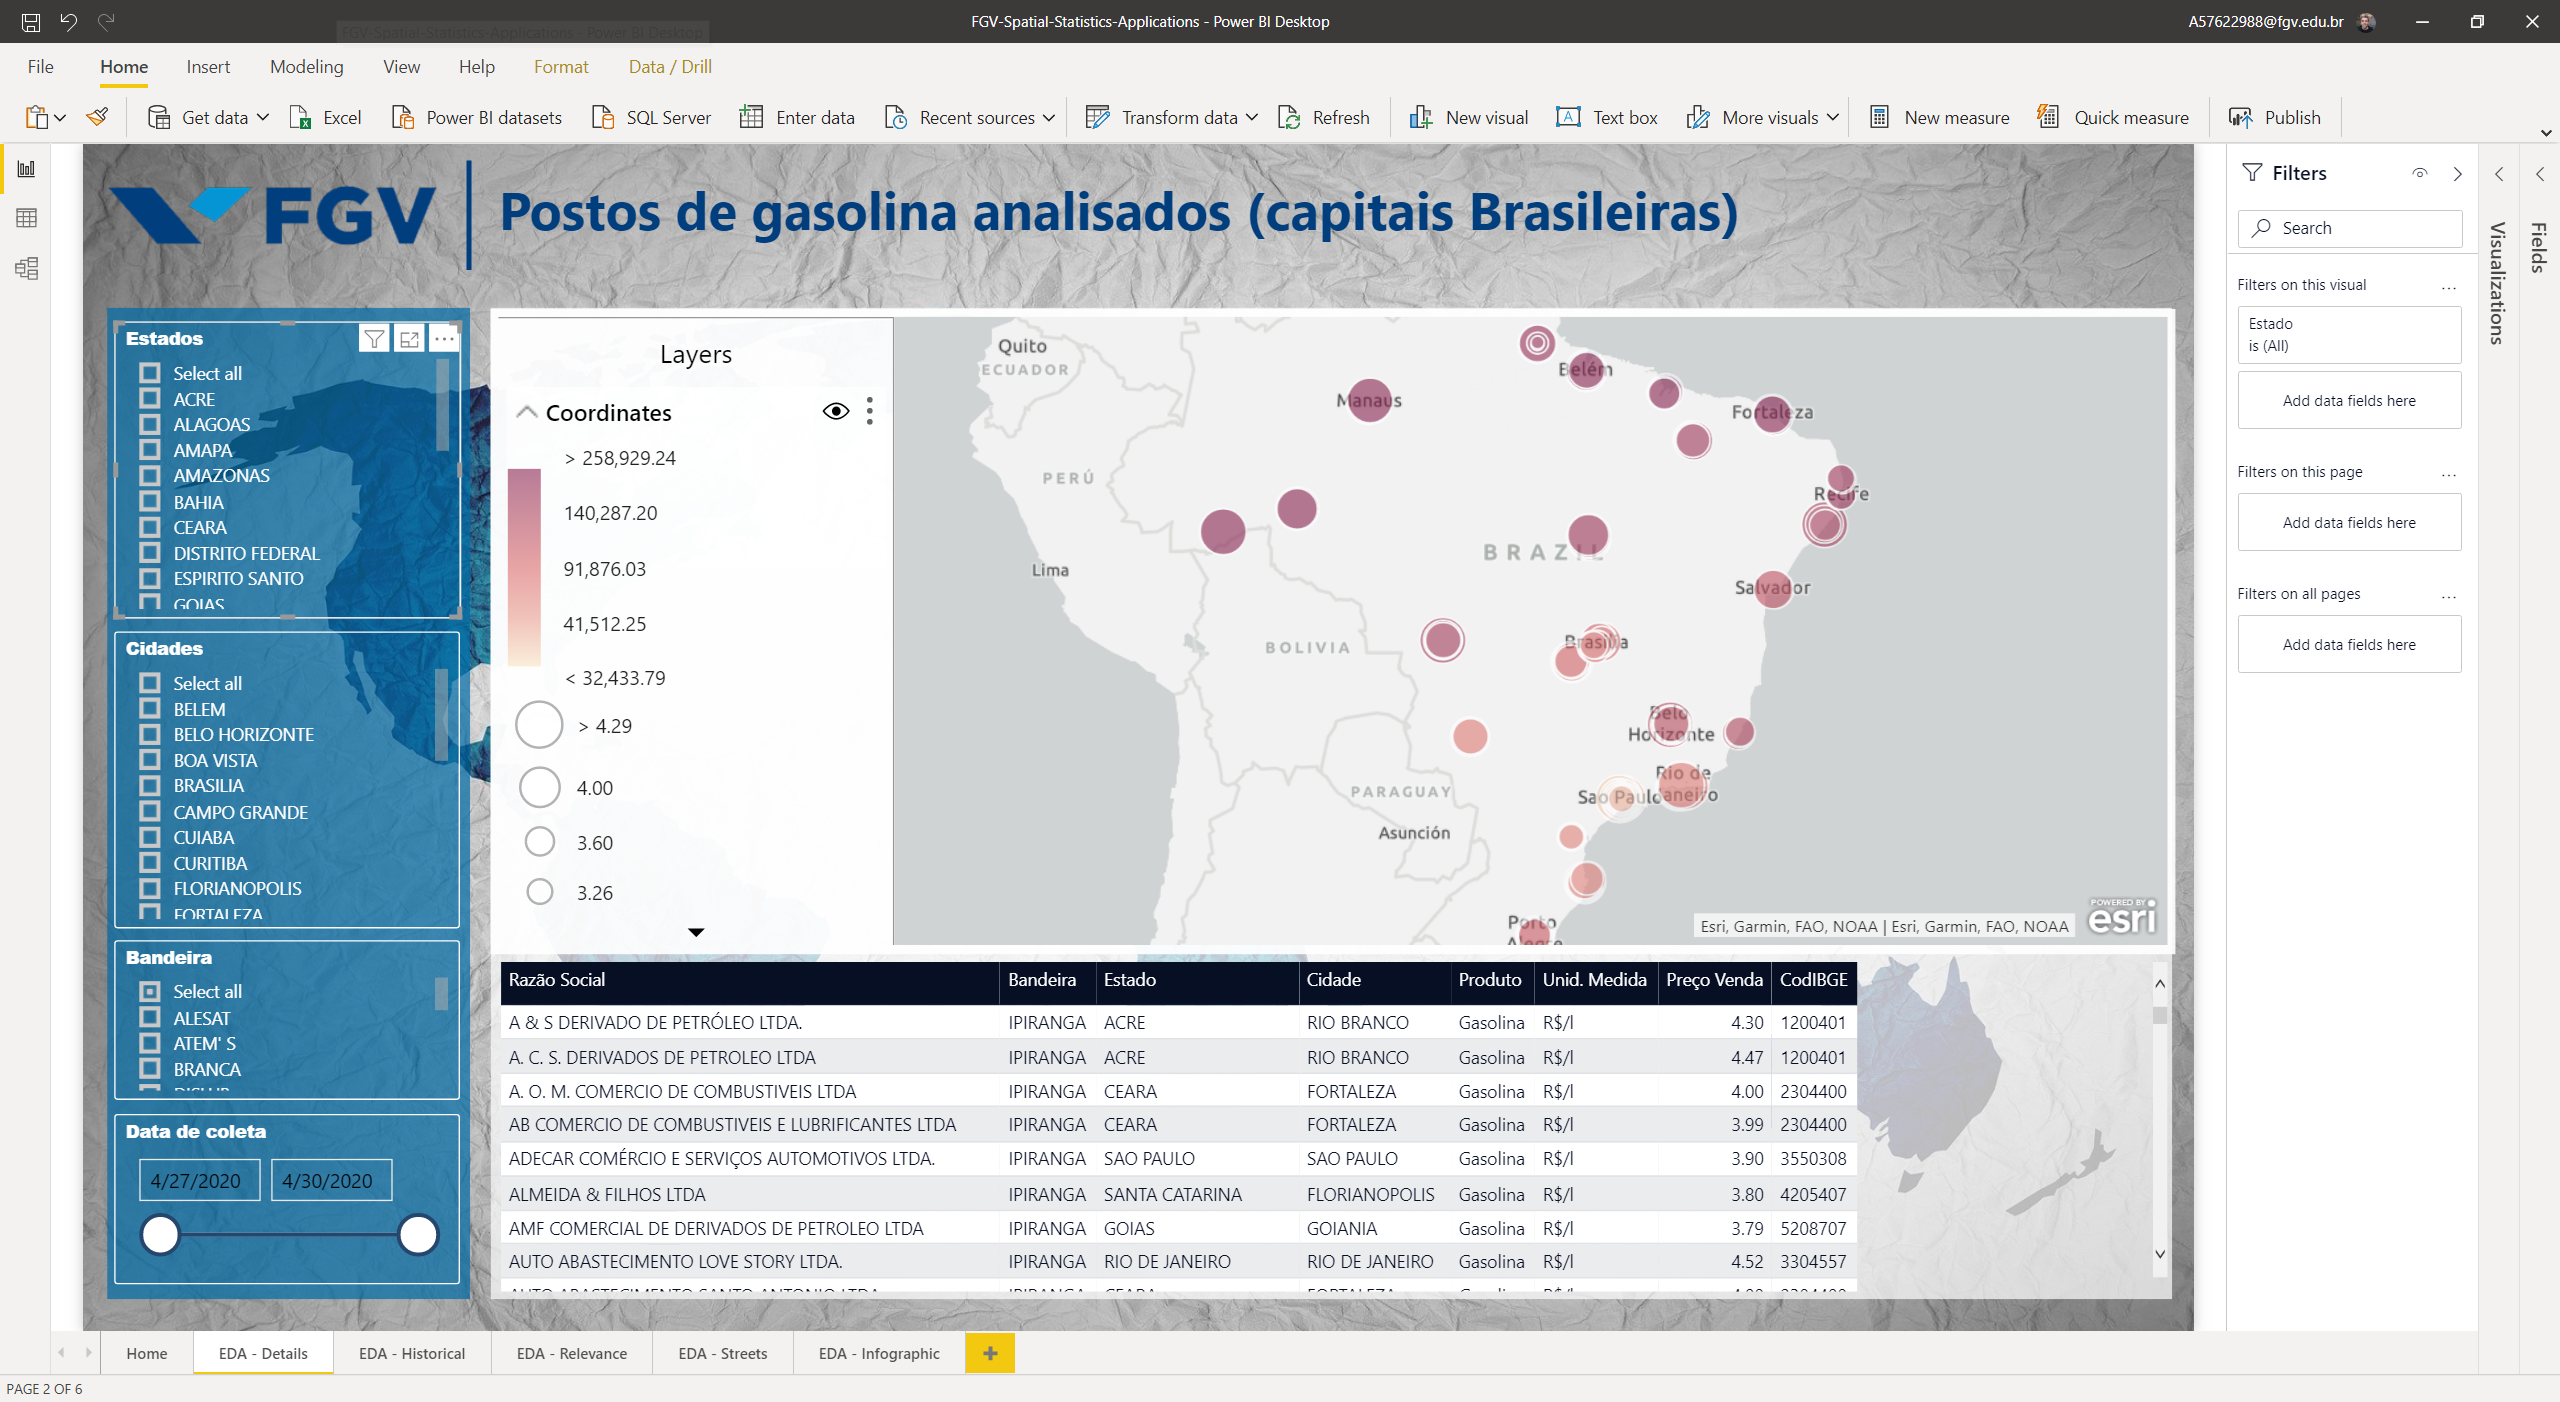 FGV-Spatial-Statistics-Applications - Power BI Desktop
A57622988@fgv.edu.br
FGV-Spatial-Statistics-Applications - Power BI Desktop
File Home Insert Modeling View Help Format Data / Drill
Get data Excel Power BI datasets SQL Server Enter data Recent sources Transform data Refresh New visual Text box More visuals New measure Quick measure Publish
FGV
Postos de gasolina analisados (capitais Brasileiras)
Estados
Select all
ACRE
ALAGOAS
AMAPA
AMAZONAS
BAHIA
CEARA
DISTRITO FEDERAL
ESPIRITO SANTO
GOIAS
Cidades
Select all
BELEM
BELO HORIZONTE
BOA VISTA
BRASILIA
CAMPO GRANDE
CUIABA
CURITIBA
FLORIANOPOLIS
FORTALEZA
Bandeira
Select all
ALESAT
ATEM' S
BRANCA
Data de coleta
4/27/2020 4/30/2020
Layers
Coordinates
> 258,929.24
140,287.20
91,876.03
41,512.25
< 32,433.79
> 4.29
4.00
3.60
3.26
Quito
ECUADOR
Belém
Manaus
Fortaleza
PERÚ
Recife
BRAZIL
Lima
Salvador
Brasilia
BOLIVIA
Belo
Horizonte
Rio de
Janeiro
Sao Paulo
PARAGUAY
Asunción
Porto
Alegre
Esri, Garmin, FAO, NOAA | Esri, Garmin, FAO, NOAA
POWERED BY
esri
Razão Social Bandeira Estado Cidade Produto Unid. Medida Preço Venda CodIBGE
A & S DERIVADO DE PETRÓLEO LTDA. IPIRANGA ACRE RIO BRANCO Gasolina R$/l 4.30 1200401
A. C. S. DERIVADOS DE PETROLEO LTDA IPIRANGA ACRE RIO BRANCO Gasolina R$/l 4.47 1200401
A. O. M. COMERCIO DE COMBUSTIVEIS LTDA IPIRANGA CEARA FORTALEZA Gasolina R$/l 4.00 2304400
AB COMERCIO DE COMBUSTIVEIS E LUBRIFICANTES LTDA IPIRANGA CEARA FORTALEZA Gasolina R$/l 3.99 2304400
ADECAR COMÉRCIO E SERVIÇOS AUTOMOTIVOS LTDA. IPIRANGA SAO PAULO SAO PAULO Gasolina R$/l 3.90 3550308
ALMEIDA & FILHOS LTDA IPIRANGA SANTA CATARINA FLORIANOPOLIS Gasolina R$/l 3.80 4205407
AMF COMERCIAL DE DERIVADOS DE PETROLEO LTDA IPIRANGA GOIAS GOIANIA Gasolina R$/l 3.79 5208707
AUTO ABASTECIMENTO LOVE STORY LTDA. IPIRANGA RIO DE JANEIRO RIO DE JANEIRO Gasolina R$/l 4.52 3304557
Filters
Search
Filters on this visual
Estado
is (All)
Add data fields here
Filters on this page
Add data fields here
Filters on all pages
Add data fields here
Visualizations
Fields
Home EDA - Details EDA - Historical EDA - Relevance EDA - Streets EDA - Infographic
PAGE 2 OF 6